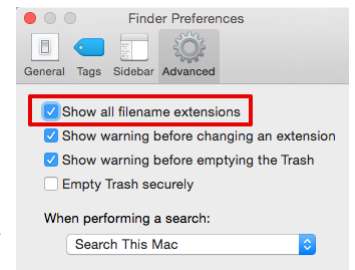 Finder Preferences
General Tags Sidebar Advanced
Show all filename extensions
Show warning before changing an extension
Show warning before emptying the Trash
Empty Trash securely
When performing a search:
Search This Mac